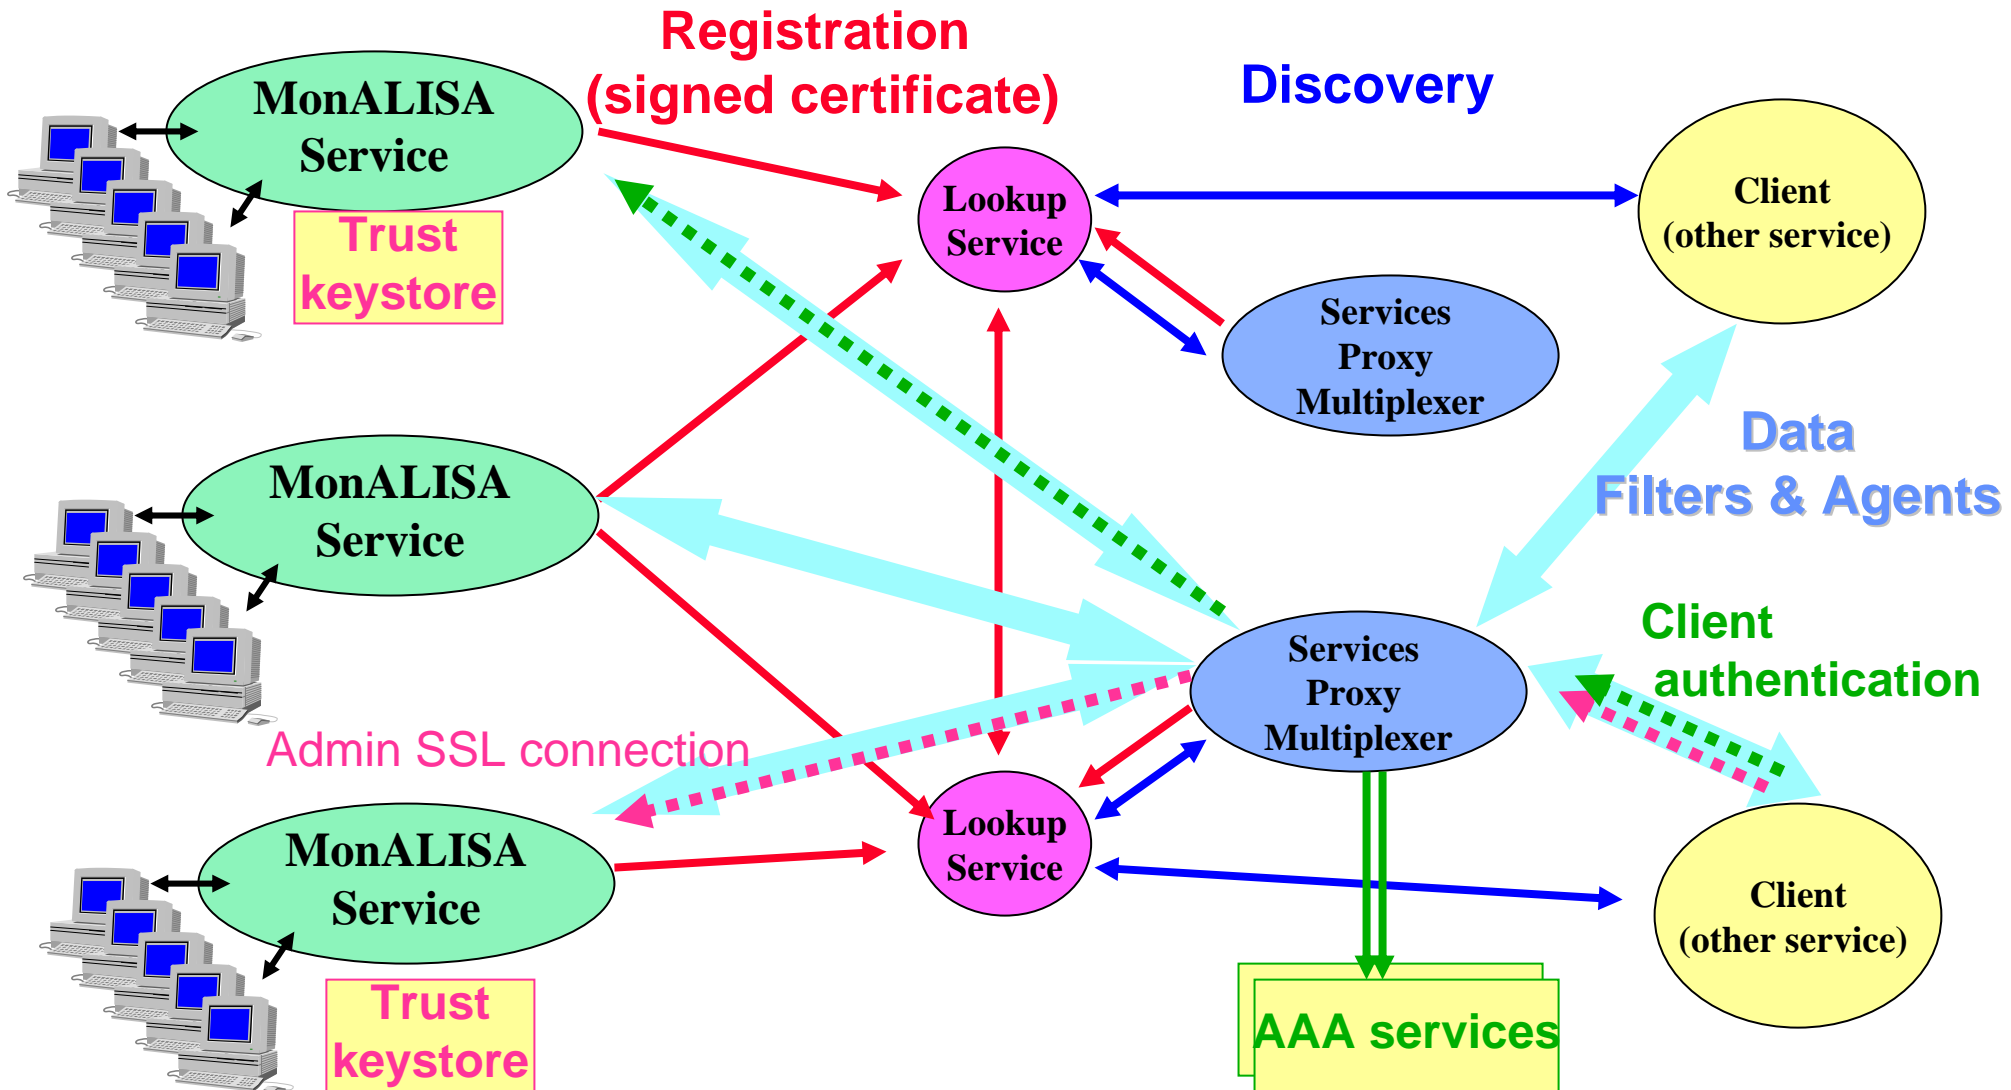 Registration
(signed certificate)
Discovery
MonALISA
Service
Trust
keystore
Lookup
Service
Client
(other service)
Services
Proxy
Multiplexer
Data
Filters & Agents
MonALISA
Service
Client
authentication
Services
Proxy
Multiplexer
Admin SSL connection
Lookup
Service
MonALISA
Service
Client
(other service)
Trust
keystore
AAA services